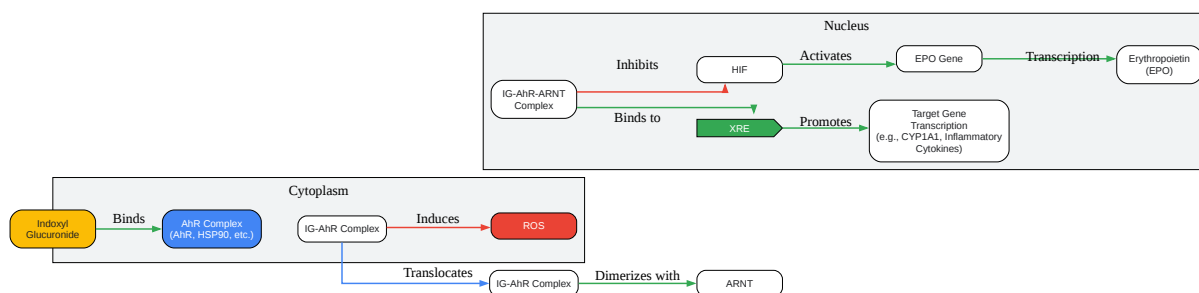 Nucleus
Inhibits
HIF
Activates
EPO Gene
Transcription
Erythropoietin
(EPO)
IG-AhR-ARNT
Complex
Binds to
XRE
Promotes
Target Gene
Transcription
(e.g., CYP1A1, Inflammatory
Cytokines)
Cytoplasm
Indoxyl
Glucuronide
Binds
AhR Complex
(AhR, HSP90, etc.)
IG-AhR Complex
Induces
ROS
Translocates
IG-AhR Complex
Dimerizes with
ARNT